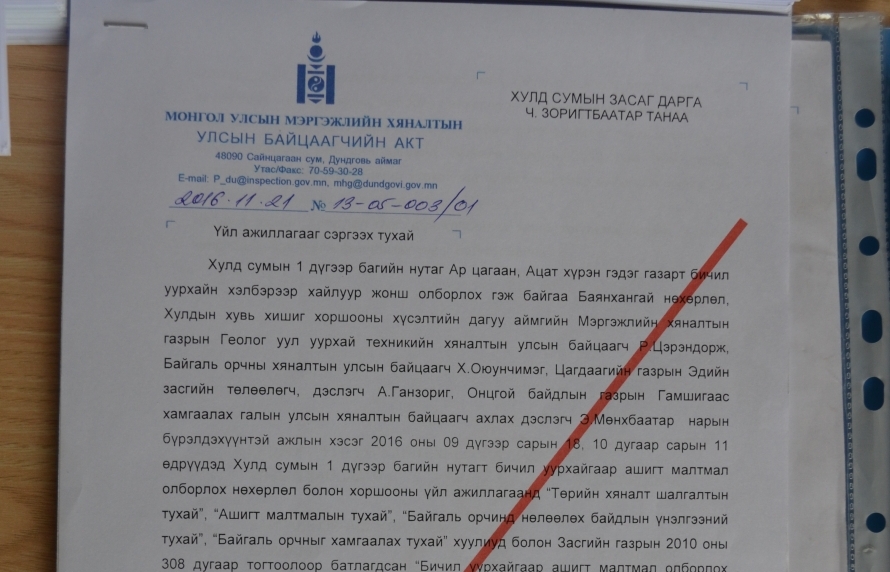 ХУЛД СУМЫН ЗАСАГ ДАРГА
Ч. ЗОРИГТБААТАР ТАНАА
МОНГОЛ УЛСЫН МЭРГЭЖЛИЙН ХЯНАЛТЫН
УЛСЫН БАЙЦААГЧИЙН АКТ
48090 Сайнцагаан сум, Дундговь аймаг
Утас/Факс: 70-59-30-28
E-mail: P_du@inspection.gov.mn, mhg@dundgovi.gov.mn
2016.11.21 № 13-05-003/01
Үйл ажиллагааг сэргээх тухай
Хулд сумын 1 дүгээр багийн нутаг Ар цагаан, Ацат хүрэн гэдэг газарт бичил
уурхайн хэлбэрээр хайлуур жонш олборлох гэж байгаа Баянхангай нөхөрлөл,
Хулдын хувь хишиг хоршооны хүсэлтийн дагуу аймгийн Мэргэжлийн хяналтын
газрын Геолог уул уурхай техникийн хяналтын улсын байцаагч Р.Цэрэндорж,
Байгаль орчны хяналтын улсын байцаагч Х.Оюунчимэг, Цагдаагийн газрын Эдийн
засгийн төлөөлөгч, дэслэгч А.Ганзориг, Онцгой байдлын газрын Гамшигаас
хамгаалах галын улсын хяналтын байцаагч ахлах дэслэгч Э.Мөнхбаатар нарын
бүрэлдэхүүнтэй ажлын хэсэг 2016 оны 09 дүгээр сарын 18, 10 дугаар сарын 11
өдрүүдэд Хулд сумын 1 дүгээр багийн нутагт бичил уурхайгаар ашигт малтмал
олборлох нөхөрлөл болон хоршооны үйл ажиллагаанд “Төрийн хяналт шалгалтын
тухай”, “Ашигт малтмалын тухай”, “Байгаль орчинд нөлөөлөх байдлын үнэлгээний
тухай”, “Байгаль орчныг хамгаалах тухай” хуулиуд болон Засгийн газрын 2010 оны
308 дугаар тогтоолоор батлагдсан “Бичил уурхайгаар ашигт малтмал олборлох